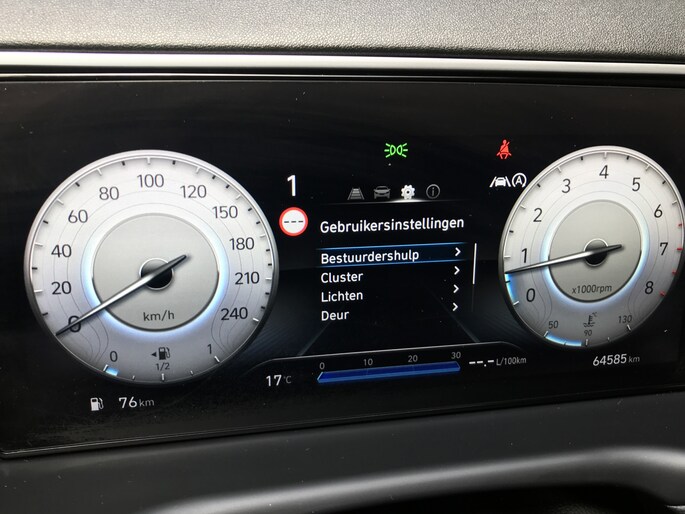 0
20
40
60
80
100
120
150
180
210
240
km/h
0
1/2
1
76 km
1
---
Gebruikersinstellingen
Bestuurdershulp
Cluster
Lichten
Deur
17°C
0
10
20
30
--.- L/100km
A
0
1
2
3
4
5
6
7
8
x1000rpm
°C
50
90
130
64585 km